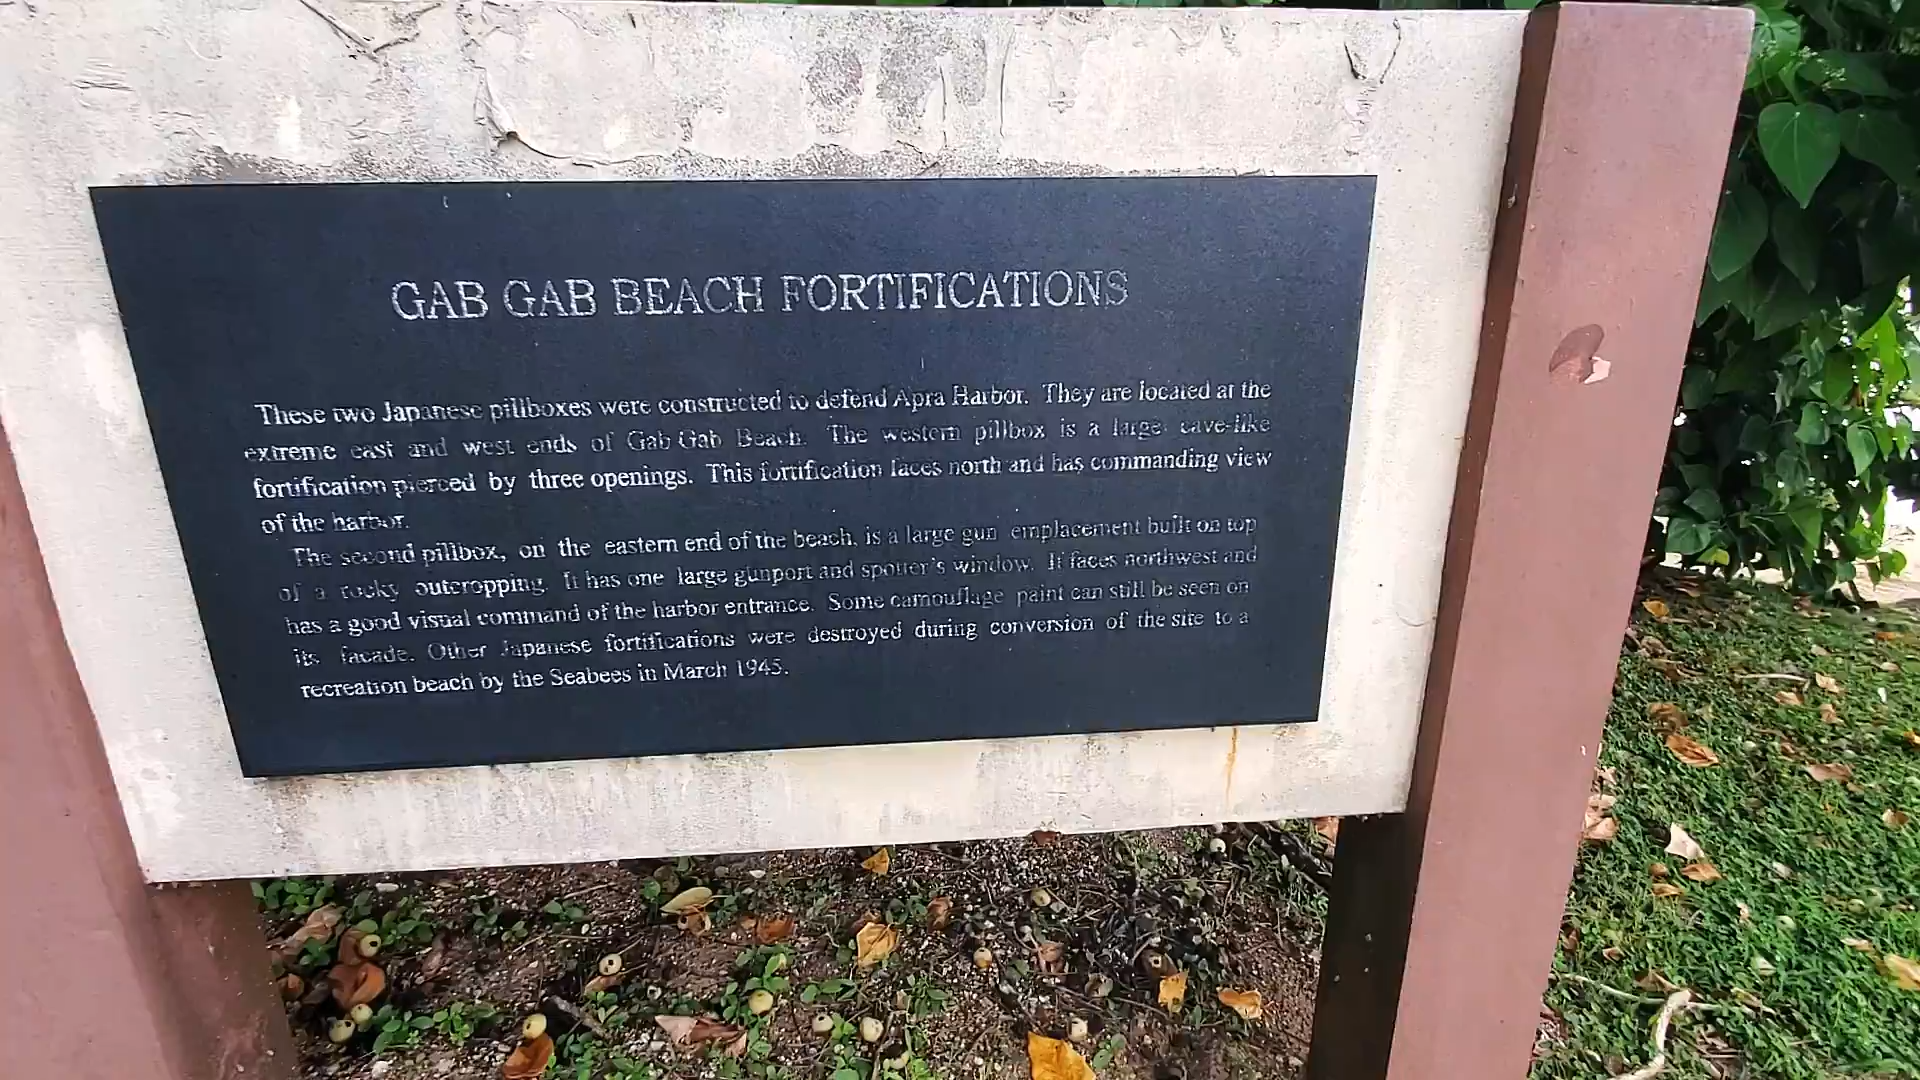 GAB GAB BEACH FORTIFICATIONS
These two Japanese pillboxes were constructed to defend Apra Harbor. They are located at the
extreme east and west ends of Gab Gab Beach. The western pillbox is a large cave-like
fortification pierced by three openings. This fortification faces north and has commanding view
of the harbor.
The second pillbox, on the eastern end of the beach, is a large gun emplacement built on top
of a rocky outcropping. It has one large gunport and spotter's window. It faces northwest and
has a good visual command of the harbor entrance. Some camouflage paint can still be seen on
its facade. Other Japanese fortifications were destroyed during conversion of the site to a
recreation beach by the Seabees in March 1945.